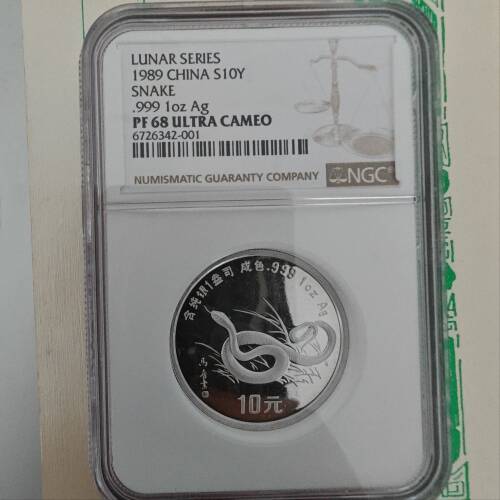 LUNAR SERIES
1989 CHINA S10Y
SNAKE
.999 1oz Ag
PF 68 ULTRA CAMEO
6726342-001
NUMISMATIC GUARANTY COMPANY NGC
含纯银1盎司 成色.999 1oz Ag
10元